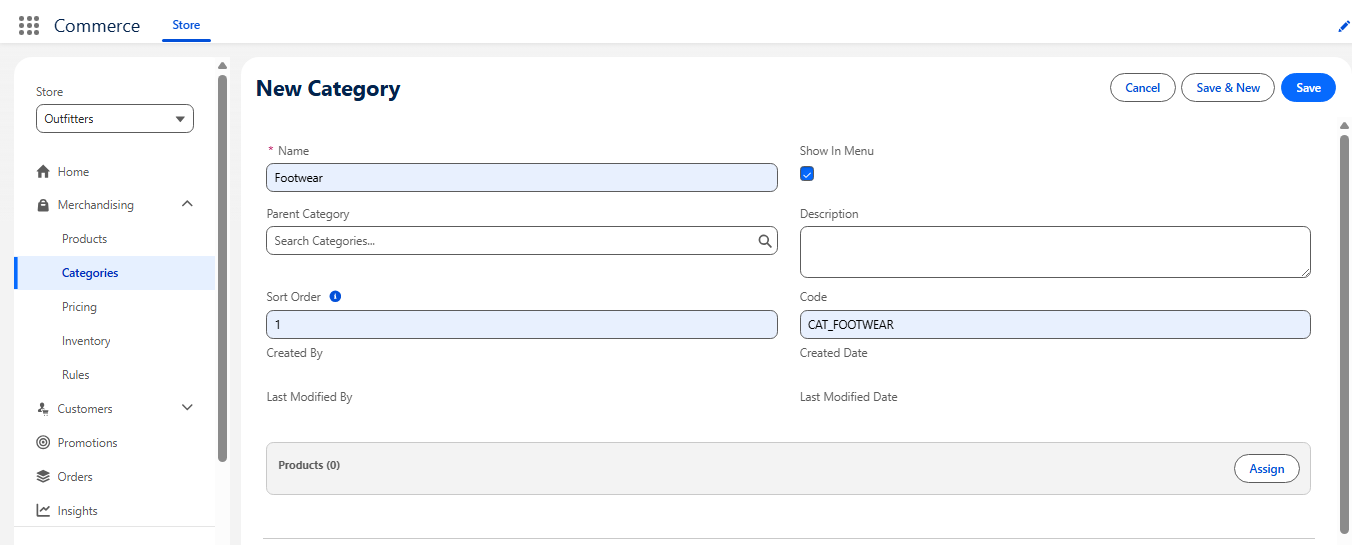 Commerce
Store
Store
Outfitters
Home
Merchandising
Products
Categories
Pricing
Inventory
Rules
Customers
Promotions
Orders
Insights
New Category
Cancel
Save & New
Save
* Name
Footwear
Show In Menu
Parent Category
Search Categories...
Description
Sort Order
1
Code
CAT_FOOTWEAR
Created By
Created Date
Last Modified By
Last Modified Date
Products (0)
Assign